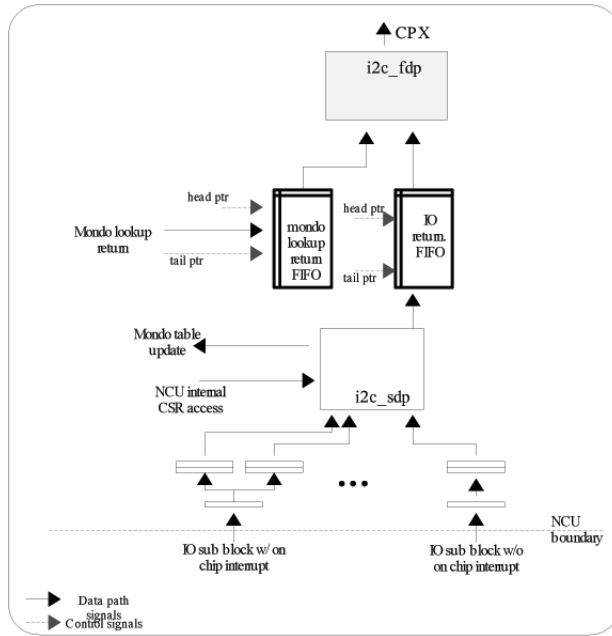 CPX
i2c_fdp
head ptr
Mondo lookup
return
tail ptr
mondo
lookup
return
FIFO
head ptr
tail ptr
IO
return.
FIFO
Mondo table
update
NCU internal
CSR access
i2c_sdp
NCU
boundary
IO sub block w/ on
chip interrupt
IO sub block w/o
on chip interrupt
Data path
signals
Control signals